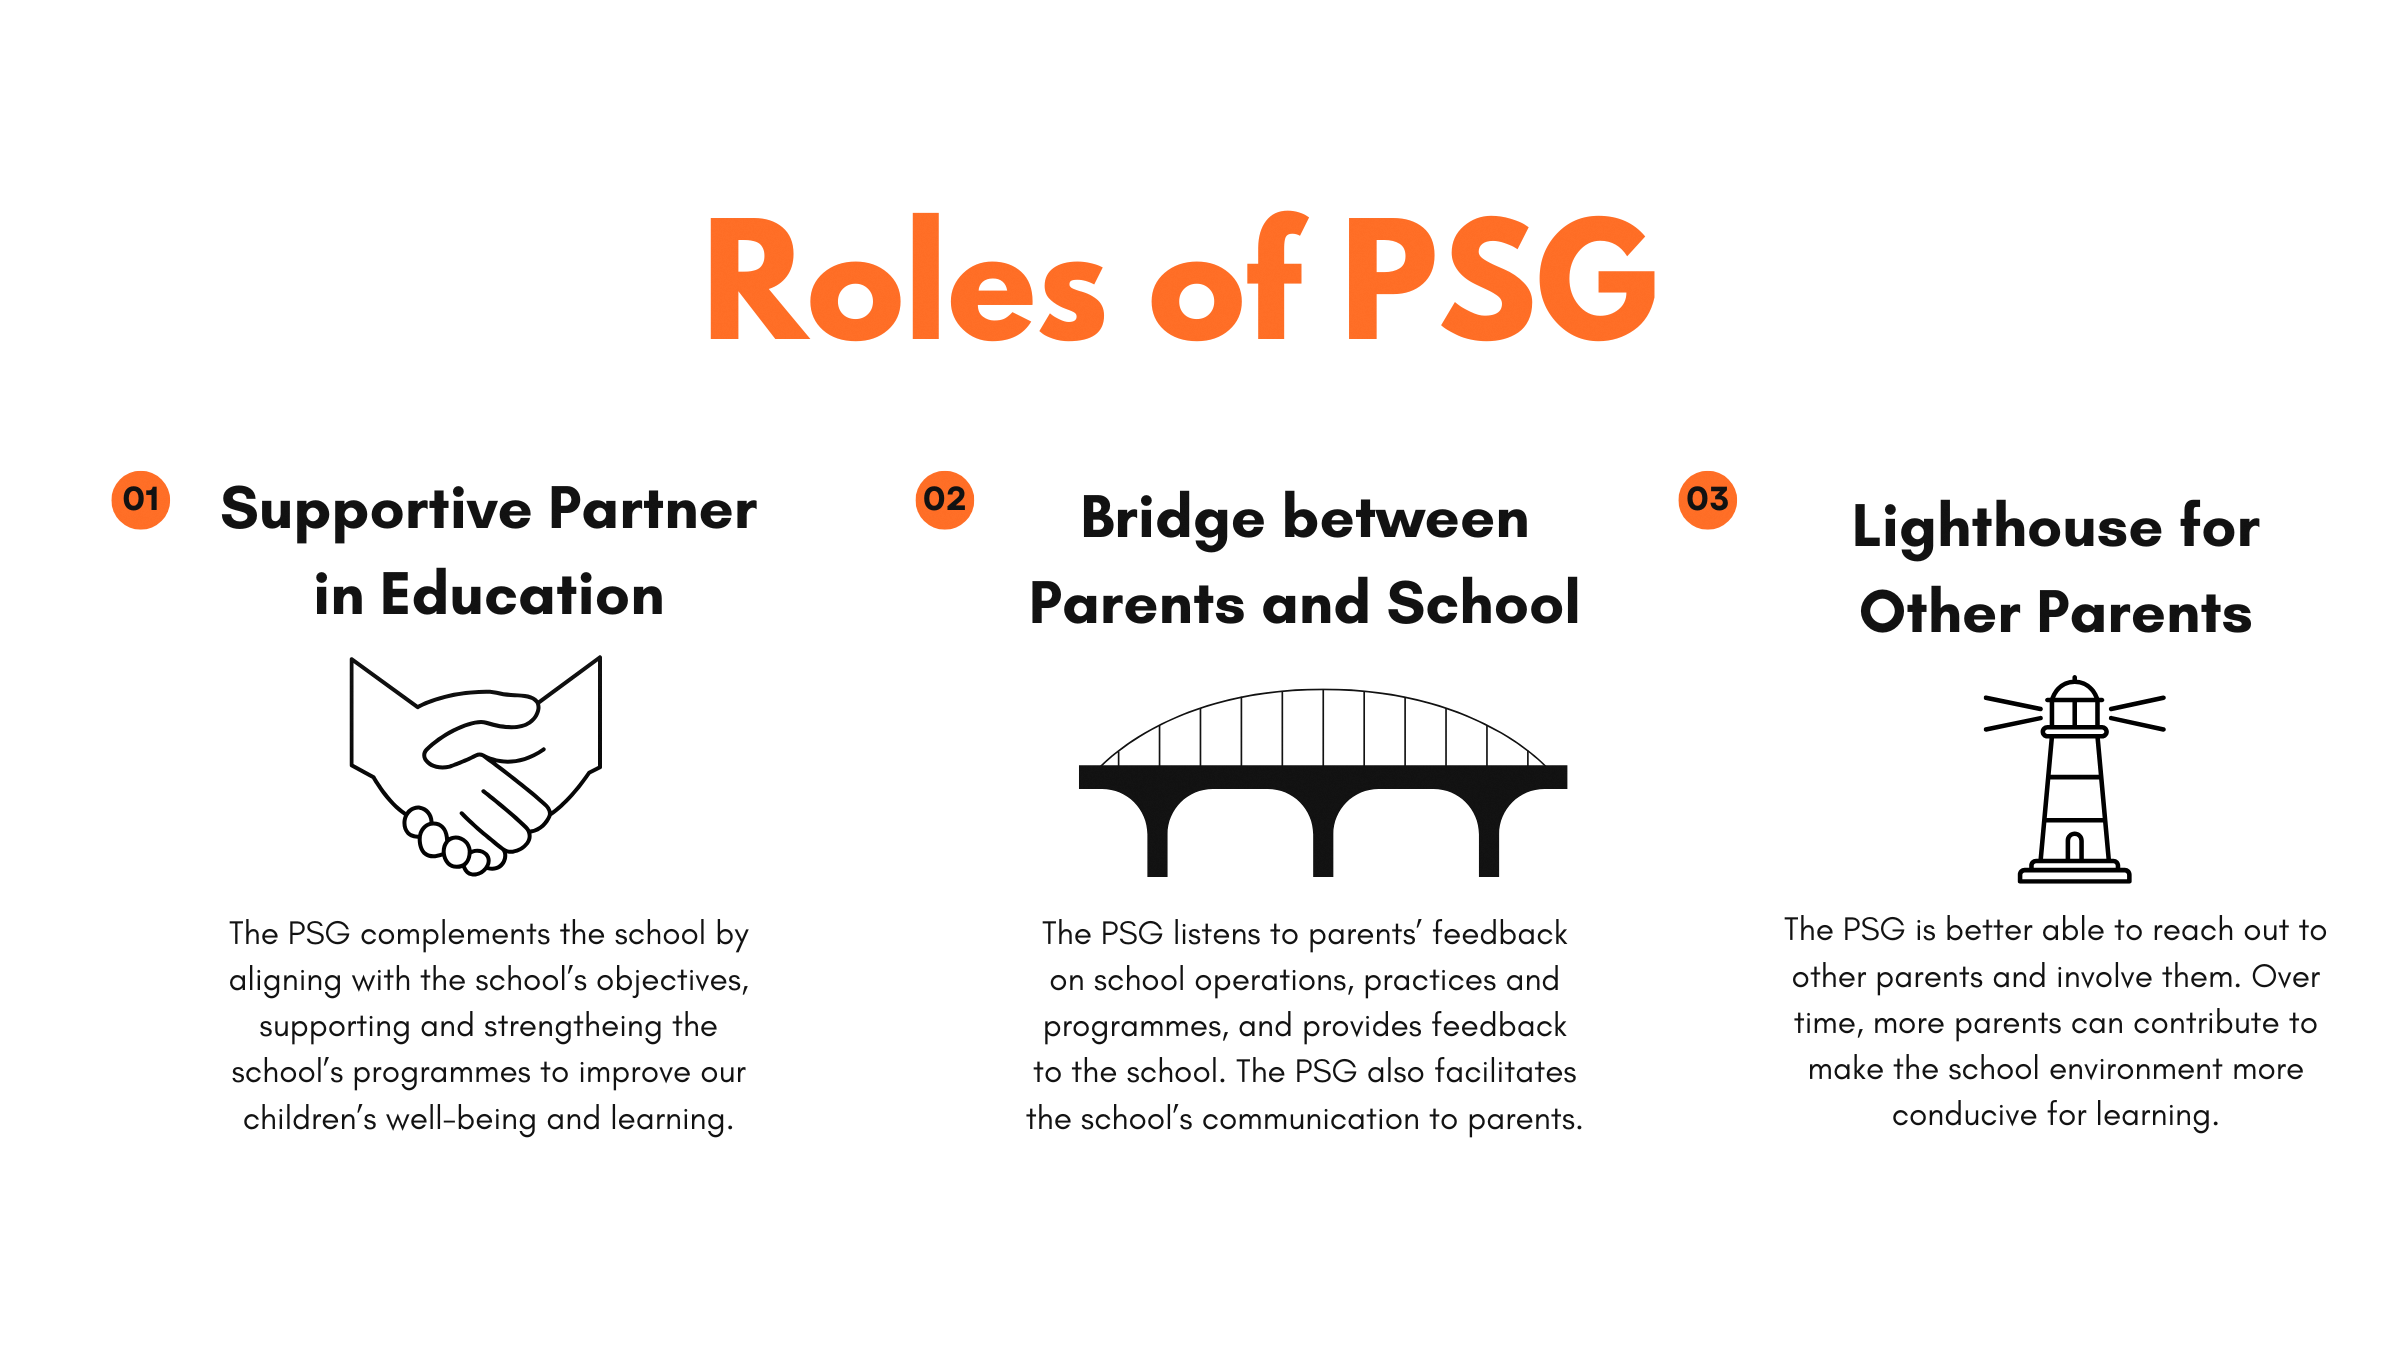 Roles of PSG
01
Supportive Partner
in Education
The PSG complements the school by
aligning with the school’s objectives,
supporting and strengtheing the
school’s programmes to improve our
children’s well-being and learning.
02
Bridge between
Parents and School
The PSG listens to parents’ feedback
on school operations, practices and
programmes, and provides feedback
to the school. The PSG also facilitates
the school’s communication to parents.
03
Lighthouse for
Other Parents
The PSG is better able to reach out to
other parents and involve them. Over
time, more parents can contribute to
make the school environment more
conducive for learning.